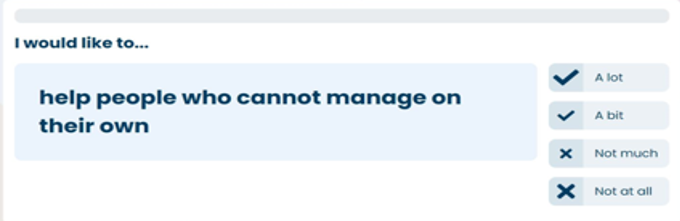 I would like to...
help people who cannot manage on
their own
A lot
A bit
Not much
Not at all